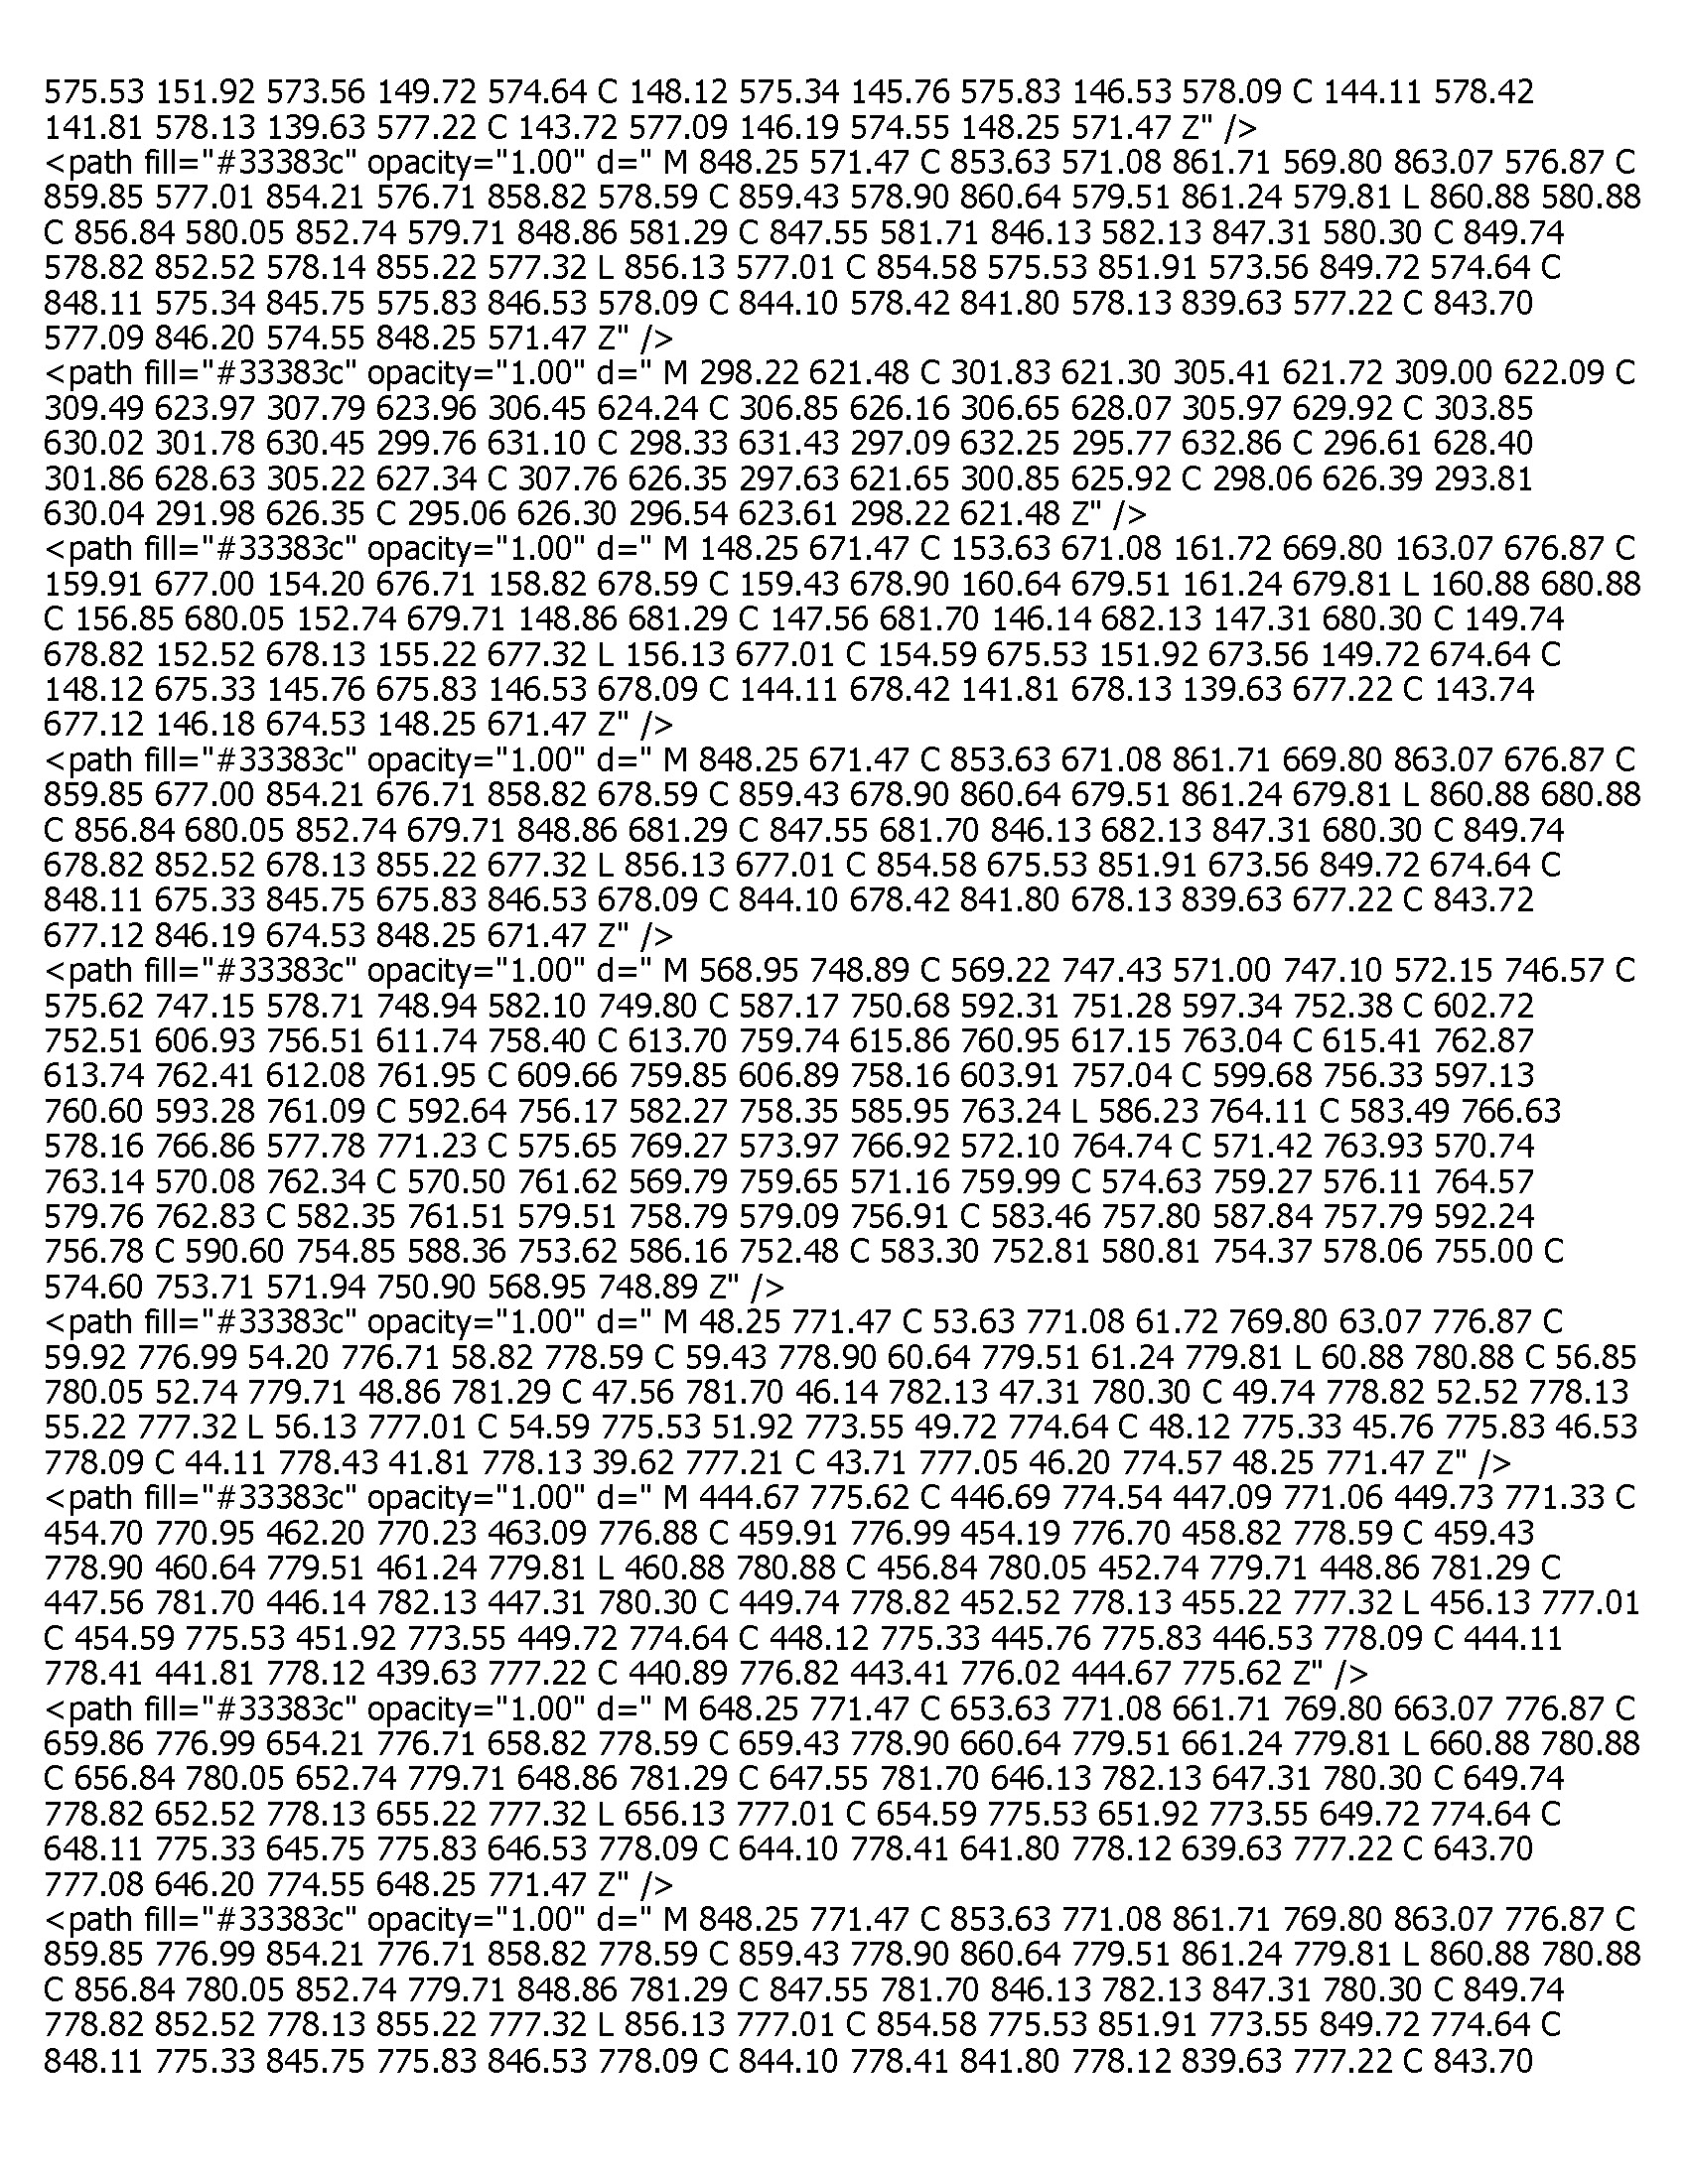 575.53 151.92 573.56 149.72 574.64 C 148.12 575.34 145.76 575.83 146.53 578.09 C 144.11 578.42
141.81 578.13 139.63 577.22 C 143.72 577.09 146.19 574.55 148.25 571.47 Z" />
<path fill="#33383c" opacity="1.00" d=" M 848.25 571.47 C 853.63 571.08 861.71 569.80 863.07 576.87 C
859.85 577.01 854.21 576.71 858.82 578.59 C 859.43 578.90 860.64 579.51 861.24 579.81 L 860.88 580.88
C 856.84 580.05 852.74 579.71 848.86 581.29 C 847.55 581.71 846.13 582.13 847.31 580.30 C 849.74
578.82 852.52 578.14 855.22 577.32 L 856.13 577.01 C 854.58 575.53 851.91 573.56 849.72 574.64 C
848.11 575.34 845.75 575.83 846.53 578.09 C 844.10 578.42 841.80 578.13 839.63 577.22 C 843.70
577.09 846.20 574.55 848.25 571.47 Z" />
<path fill="#33383c" opacity="1.00" d=" M 298.22 621.48 C 301.83 621.30 305.41 621.72 309.00 622.09 C
309.49 623.97 307.79 623.96 306.45 624.24 C 306.85 626.16 306.65 628.07 305.97 629.92 C 303.85
630.02 301.78 630.45 299.76 631.10 C 298.33 631.43 297.09 632.25 295.77 632.86 C 296.61 628.40
301.86 628.63 305.22 627.34 C 307.76 626.35 297.63 621.65 300.85 625.92 C 298.06 626.39 293.81
630.04 291.98 626.35 C 295.06 626.30 296.54 623.61 298.22 621.48 Z" />
<path fill="#33383c" opacity="1.00" d=" M 148.25 671.47 C 153.63 671.08 161.72 669.80 163.07 676.87 C
159.91 677.00 154.20 676.71 158.82 678.59 C 159.43 678.90 160.64 679.51 161.24 679.81 L 160.88 680.88
C 156.85 680.05 152.74 679.71 148.86 681.29 C 147.56 681.70 146.14 682.13 147.31 680.30 C 149.74
678.82 152.52 678.13 155.22 677.32 L 156.13 677.01 C 154.59 675.53 151.92 673.56 149.72 674.64 C
148.12 675.33 145.76 675.83 146.53 678.09 C 144.11 678.42 141.81 678.13 139.63 677.22 C 143.74
677.12 146.18 674.53 148.25 671.47 Z" />
<path fill="#33383c" opacity="1.00" d=" M 848.25 671.47 C 853.63 671.08 861.71 669.80 863.07 676.87 C
859.85 677.00 854.21 676.71 858.82 678.59 C 859.43 678.90 860.64 679.51 861.24 679.81 L 860.88 680.88
C 856.84 680.05 852.74 679.71 848.86 681.29 C 847.55 681.70 846.13 682.13 847.31 680.30 C 849.74
678.82 852.52 678.13 855.22 677.32 L 856.13 677.01 C 854.58 675.53 851.91 673.56 849.72 674.64 C
848.11 675.33 845.75 675.83 846.53 678.09 C 844.10 678.42 841.80 678.13 839.63 677.22 C 843.72
677.12 846.19 674.53 848.25 671.47 Z" />
<path fill="#33383c" opacity="1.00" d=" M 568.95 748.89 C 569.22 747.43 571.00 747.10 572.15 746.57 C
575.62 747.15 578.71 748.94 582.10 749.80 C 587.17 750.68 592.31 751.28 597.34 752.38 C 602.72
752.51 606.93 756.51 611.74 758.40 C 613.70 759.74 615.86 760.95 617.15 763.04 C 615.41 762.87
613.74 762.41 612.08 761.95 C 609.66 759.85 606.89 758.16 603.91 757.04 C 599.68 756.33 597.13
760.60 593.28 761.09 C 592.64 756.17 582.27 758.35 585.95 763.24 L 586.23 764.11 C 583.49 766.63
578.16 766.86 577.78 771.23 C 575.65 769.27 573.97 766.92 572.10 764.74 C 571.42 763.93 570.74
763.14 570.08 762.34 C 570.50 761.62 569.79 759.65 571.16 759.99 C 574.63 759.27 576.11 764.57
579.76 762.83 C 582.35 761.51 579.51 758.79 579.09 756.91 C 583.46 757.80 587.84 757.79 592.24
756.78 C 590.60 754.85 588.36 753.62 586.16 752.48 C 583.30 752.81 580.81 754.37 578.06 755.00 C
574.60 753.71 571.94 750.90 568.95 748.89 Z" />
<path fill="#33383c" opacity="1.00" d=" M 48.25 771.47 C 53.63 771.08 61.72 769.80 63.07 776.87 C
59.92 776.99 54.20 776.71 58.82 778.59 C 59.43 778.90 60.64 779.51 61.24 779.81 L 60.88 780.88 C 56.85
780.05 52.74 779.71 48.86 781.29 C 47.56 781.70 46.14 782.13 47.31 780.30 C 49.74 778.82 52.52 778.13
55.22 777.32 L 56.13 777.01 C 54.59 775.53 51.92 773.55 49.72 774.64 C 48.12 775.33 45.76 775.83 46.53
778.09 C 44.11 778.43 41.81 778.13 39.62 777.21 C 43.71 777.05 46.20 774.57 48.25 771.47 Z" />
<path fill="#33383c" opacity="1.00" d=" M 444.67 775.62 C 446.69 774.54 447.09 771.06 449.73 771.33 C
454.70 770.95 462.20 770.23 463.09 776.88 C 459.91 776.99 454.19 776.70 458.82 778.59 C 459.43
778.90 460.64 779.51 461.24 779.81 L 460.88 780.88 C 456.84 780.05 452.74 779.71 448.86 781.29 C
447.56 781.70 446.14 782.13 447.31 780.30 C 449.74 778.82 452.52 778.13 455.22 777.32 L 456.13 777.01
C 454.59 775.53 451.92 773.55 449.72 774.64 C 448.12 775.33 445.76 775.83 446.53 778.09 C 444.11
778.41 441.81 778.12 439.63 777.22 C 440.89 776.82 443.41 776.02 444.67 775.62 Z" />
<path fill="#33383c" opacity="1.00" d=" M 648.25 771.47 C 653.63 771.08 661.71 769.80 663.07 776.87 C
659.86 776.99 654.21 776.71 658.82 778.59 C 659.43 778.90 660.64 779.51 661.24 779.81 L 660.88 780.88
C 656.84 780.05 652.74 779.71 648.86 781.29 C 647.55 781.70 646.13 782.13 647.31 780.30 C 649.74
778.82 652.52 778.13 655.22 777.32 L 656.13 777.01 C 654.59 775.53 651.92 773.55 649.72 774.64 C
648.11 775.33 645.75 775.83 646.53 778.09 C 644.10 778.41 641.80 778.12 639.63 777.22 C 643.70
777.08 646.20 774.55 648.25 771.47 Z" />
<path fill="#33383c" opacity="1.00" d=" M 848.25 771.47 C 853.63 771.08 861.71 769.80 863.07 776.87 C
859.85 776.99 854.21 776.71 858.82 778.59 C 859.43 778.90 860.64 779.51 861.24 779.81 L 860.88 780.88
C 856.84 780.05 852.74 779.71 848.86 781.29 C 847.55 781.70 846.13 782.13 847.31 780.30 C 849.74
778.82 852.52 778.13 855.22 777.32 L 856.13 777.01 C 854.58 775.53 851.91 773.55 849.72 774.64 C
848.11 775.33 845.75 775.83 846.53 778.09 C 844.10 778.41 841.80 778.12 839.63 777.22 C 843.70